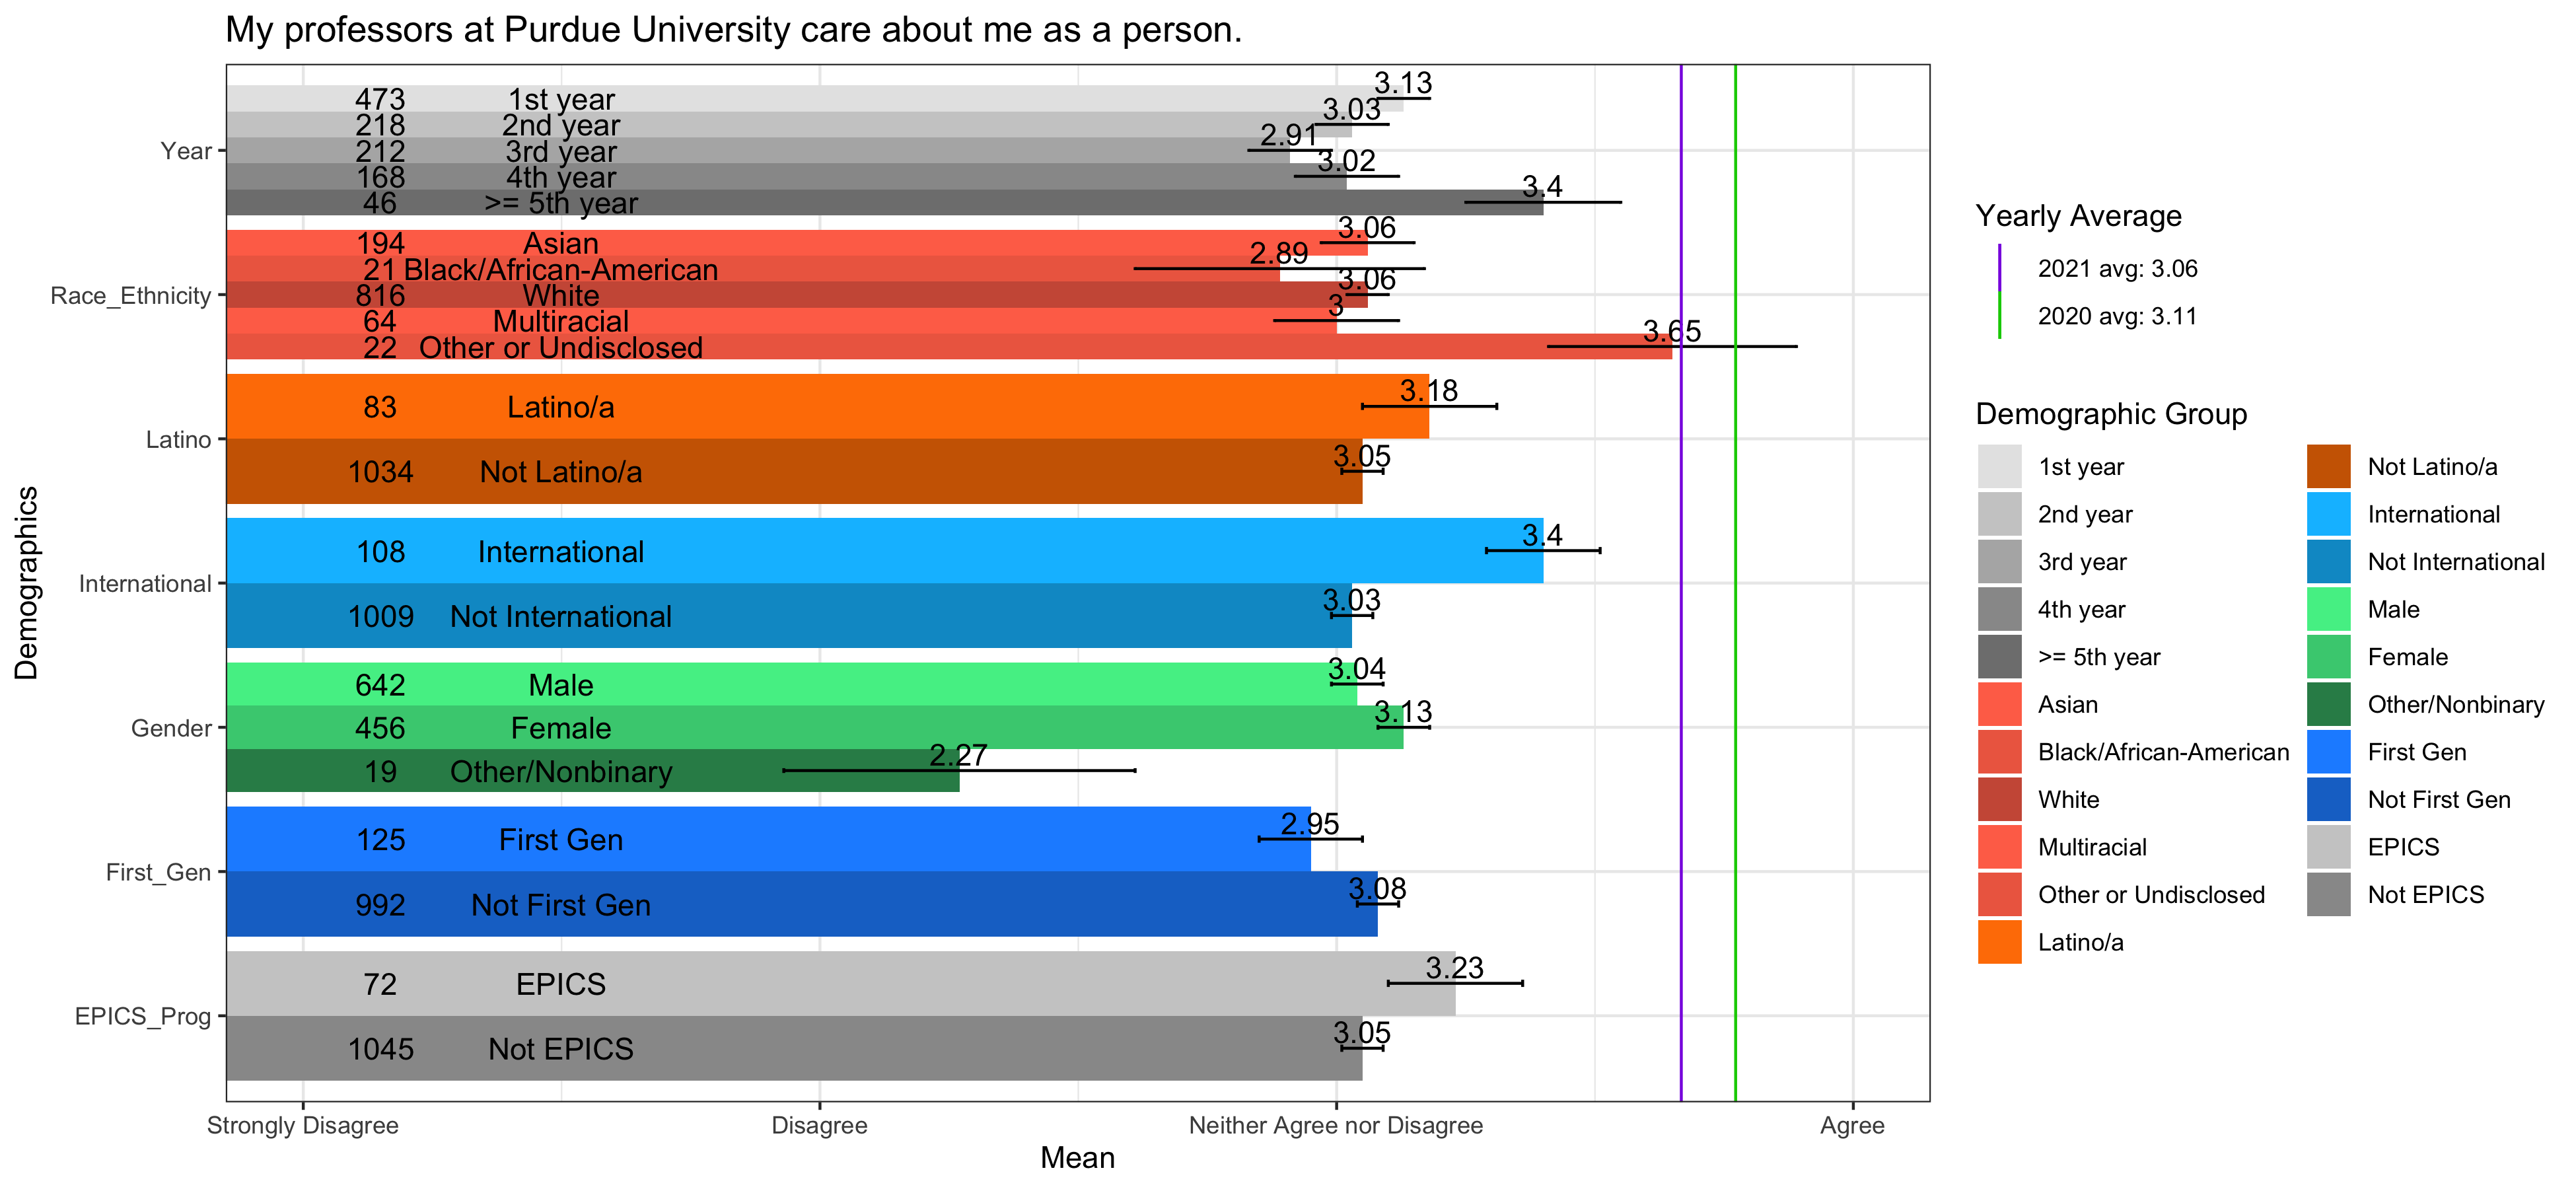 My professors at Purdue University care about me as a person.
Demographics
Year
473 1st year 3.13
218 2nd year 3.03
212 3rd year 2.91
168 4th year 3.02
46 >= 5th year 3.4
Race_Ethnicity
194 Asian 3.06
21 Black/African-American 2.89
816 White 3.06
64 Multiracial 3
22 Other or Undisclosed 3.65
Latino
83 Latino/a 3.18
1034 Not Latino/a 3.05
International
108 International 3.4
1009 Not International 3.03
Gender
642 Male 3.04
456 Female 3.13
19 Other/Nonbinary 2.27
First_Gen
125 First Gen 2.95
992 Not First Gen 3.08
EPICS_Prog
72 EPICS 3.23
1045 Not EPICS 3.05
Strongly Disagree Disagree Neither Agree nor Disagree Agree
Mean
Yearly Average
2021 avg: 3.06
2020 avg: 3.11
Demographic Group
1st year
2nd year
3rd year
4th year
>= 5th year
Asian
Black/African-American
White
Multiracial
Other or Undisclosed
Latino/a
Not Latino/a
International
Not International
Male
Female
Other/Nonbinary
First Gen
Not First Gen
EPICS
Not EPICS